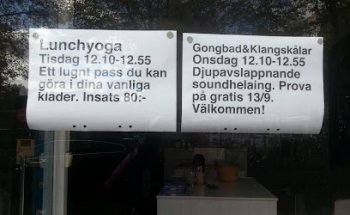 Lunchyoga
Tisdag 12.10-12.55
Ett lugnt pass du kan
göra i dina vanliga
kläder. Insats 80:-
Gongbad&Klangskålar
Onsdag 12.10-12.55
Djupavslappnande
soundhelaing. Prova
på gratis 13/9.
Välkommen!